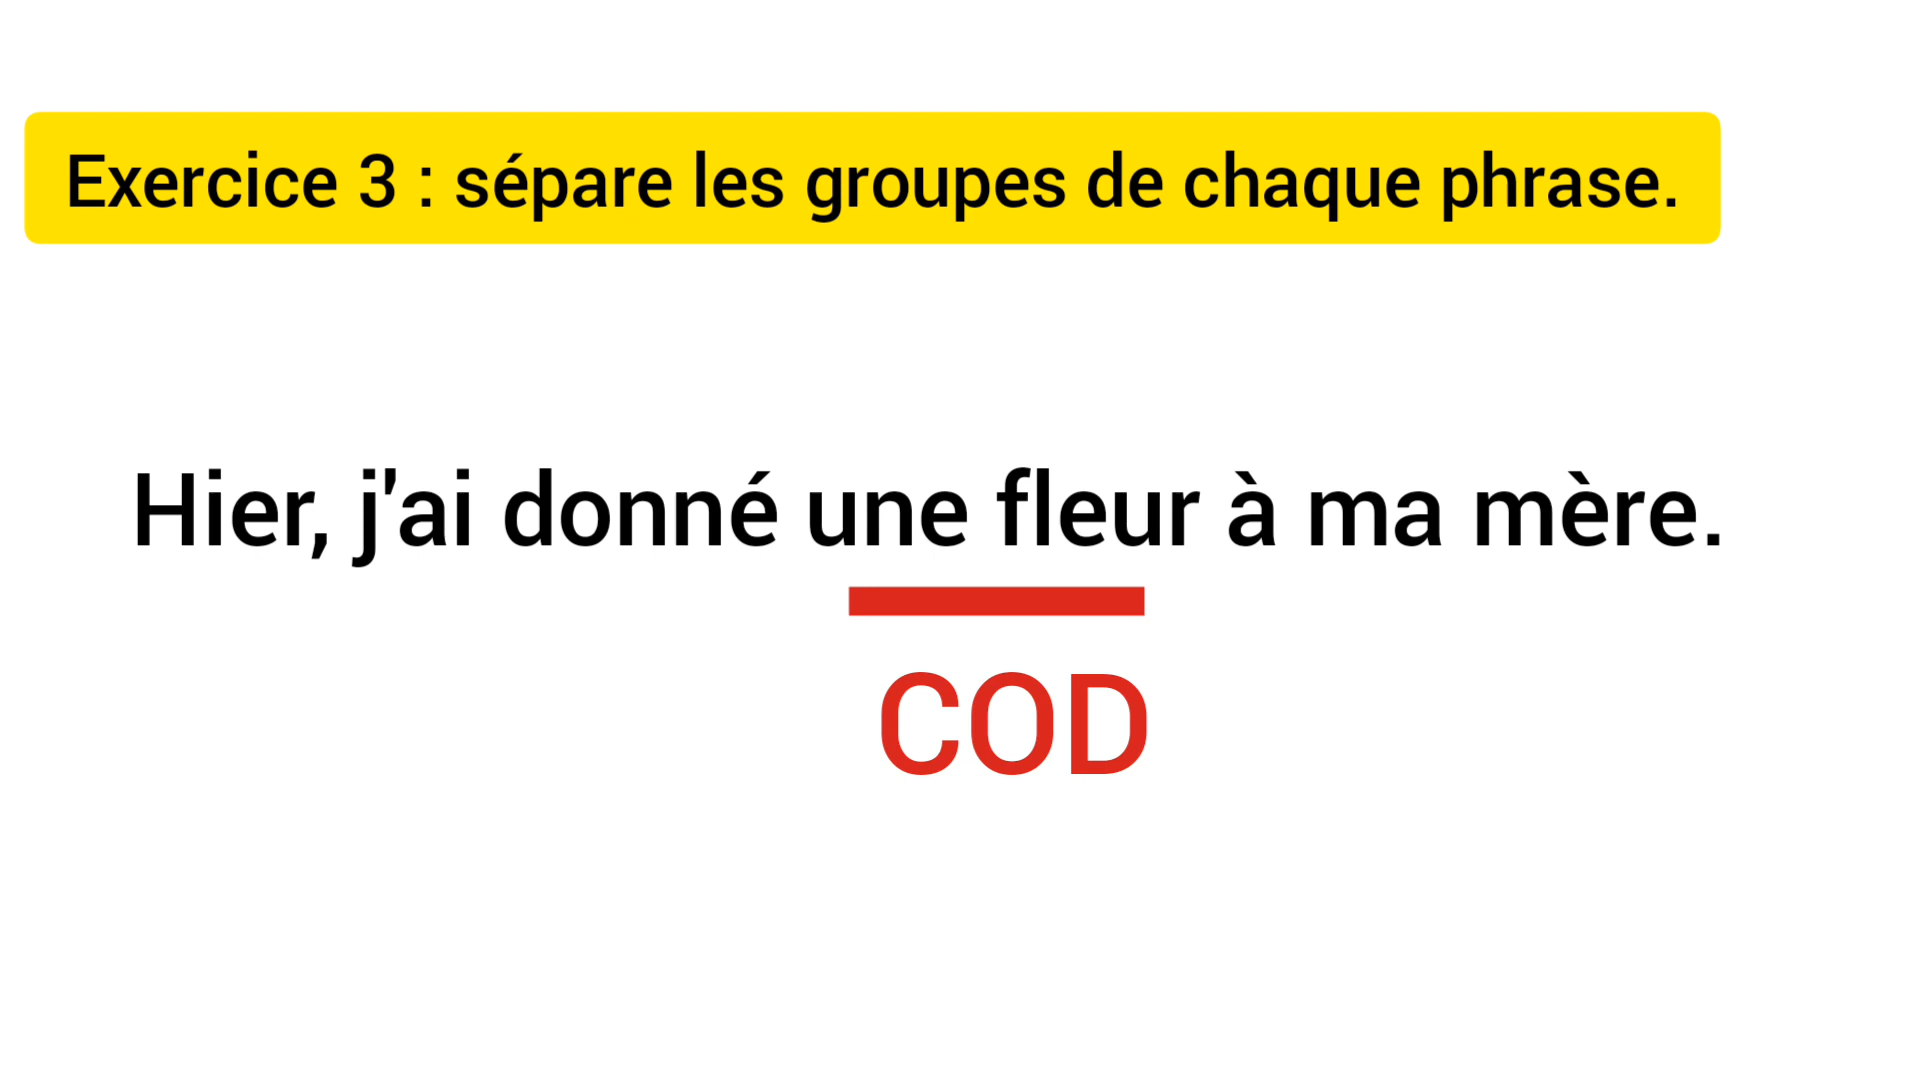 Exercice 3 : sépare les groupes de chaque phrase.
Hier, j'ai donné une fleur à ma mère.
COD